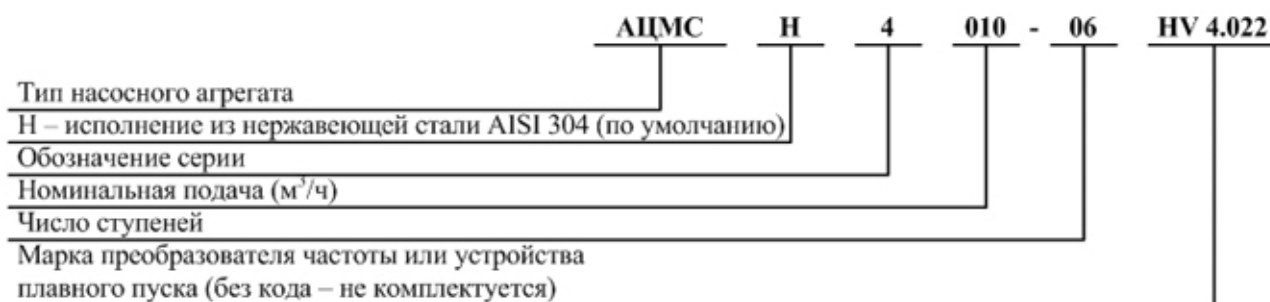 АЦМС Н 4 010 - 06 HV 4.022
Тип насосного агрегата
Н – исполнение из нержавеющей стали AISI 304 (по умолчанию)
Обозначение серии
Номинальная подача (м³/ч)
Число ступеней
Марка преобразователя частоты или устройства
плавного пуска (без кода – не комплектуется)